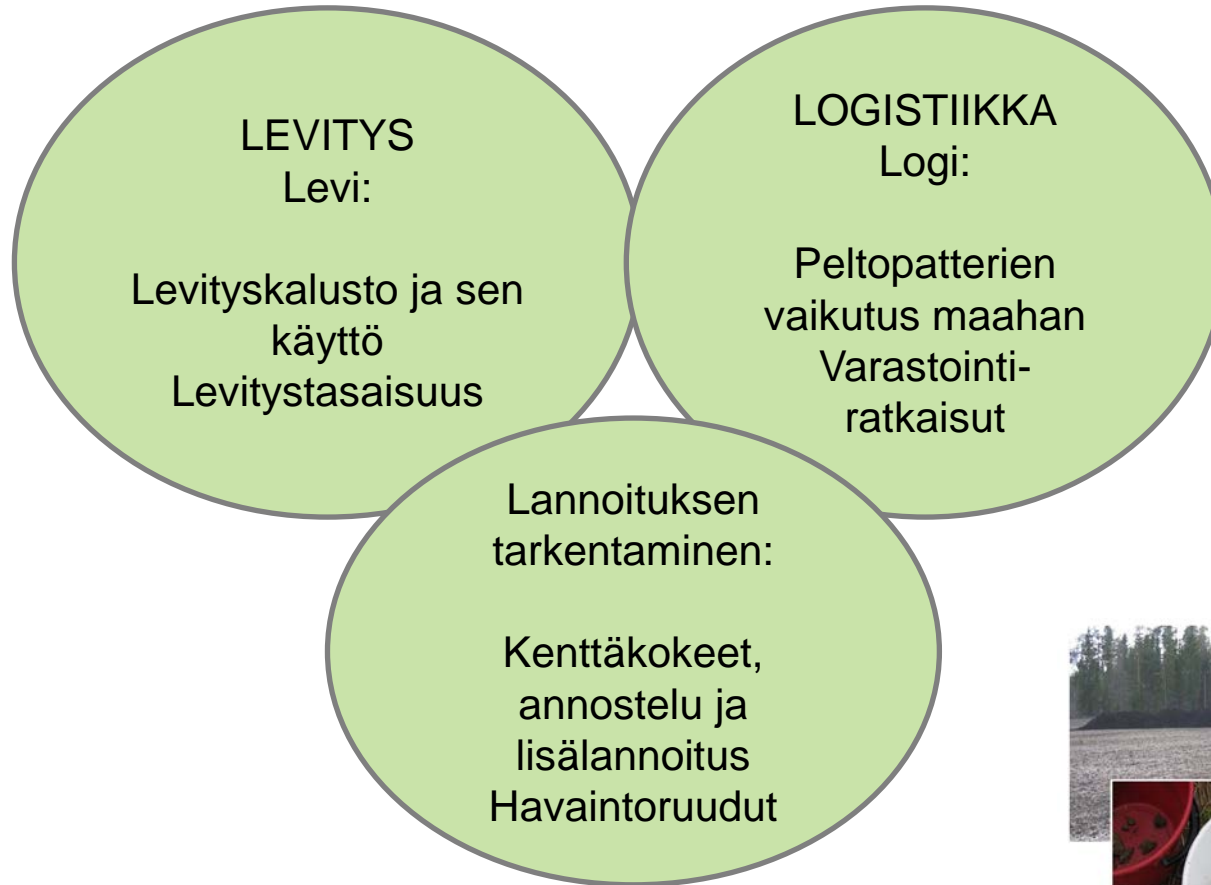 LEVITYS
Levi:
Levityskalusto ja sen
käyttö
Levitystasaisuus
LOGISTIIKKA
Logi:
Peltopatterien
vaikutus maahan
Varastointi-
ratkaisut
Lannoituksen
tarkentaminen:
Kenttäkokeet,
annostelu ja
lisälannoitus
Havaintoruudut